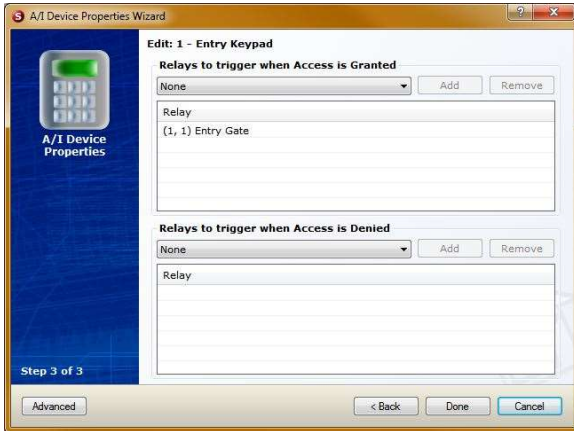 A/I Device Properties Wizard
Edit: 1 - Entry Keypad
Relays to trigger when Access is Granted
None Add Remove
Relay
(1, 1) Entry Gate
A/I Device
Properties
Relays to trigger when Access is Denied
None Add Remove
Relay
Step 3 of 3
Advanced < Back Done Cancel